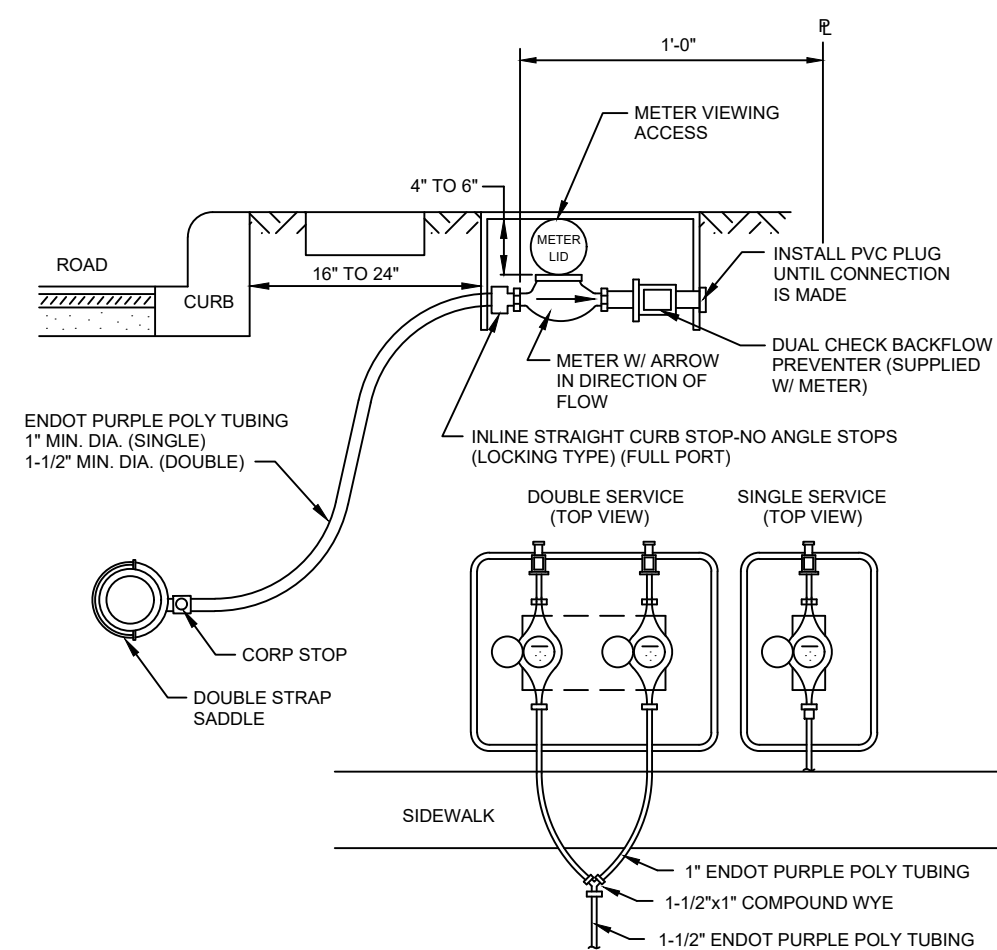 ℄
1'-0"
METER VIEWING
ACCESS
4" TO 6"
METER
LID
ROAD
16" TO 24"
CURB
INSTALL PVC PLUG
UNTIL CONNECTION
IS MADE
METER W/ ARROW
IN DIRECTION OF
FLOW
DUAL CHECK BACKFLOW
PREVENTER (SUPPLIED
W/ METER)
ENDOT PURPLE POLY TUBING
1" MIN. DIA. (SINGLE)
1-1/2" MIN. DIA. (DOUBLE)
INLINE STRAIGHT CURB STOP-NO ANGLE STOPS
(LOCKING TYPE) (FULL PORT)
DOUBLE SERVICE
(TOP VIEW)
SINGLE SERVICE
(TOP VIEW)
CORP STOP
DOUBLE STRAP
SADDLE
SIDEWALK
1" ENDOT PURPLE POLY TUBING
1-1/2"x1" COMPOUND WYE
1-1/2" ENDOT PURPLE POLY TUBING